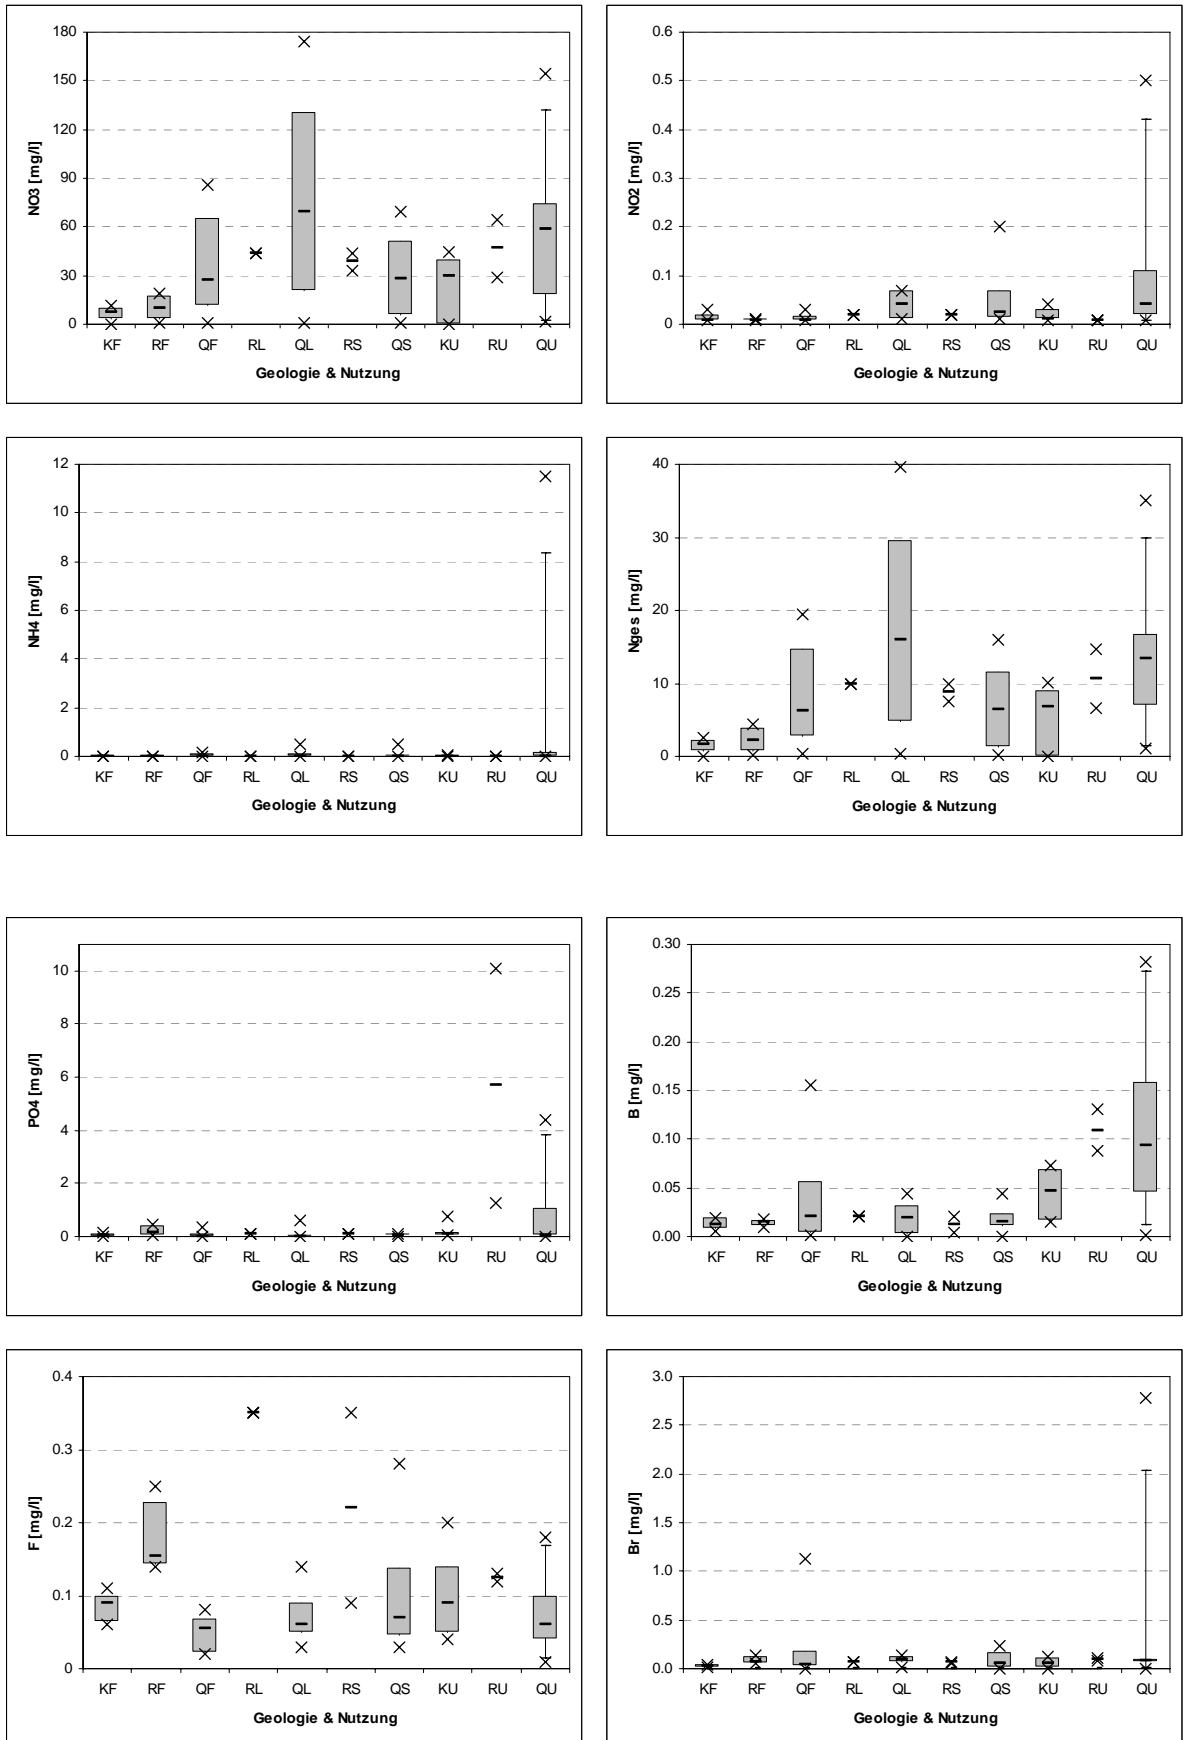 180
150
120
90
60
30
0
NO3 [mg/l]
KF RF QF RL QL RS QS KU RU QU
Geologie & Nutzung
0.6
0.5
0.4
0.3
0.2
0.1
0
NO2 [mg/l]
KF RF QF RL QL RS QS KU RU QU
Geologie & Nutzung
12
10
8
6
4
2
0
NH4 [mg/l]
KF RF QF RL QL RS QS KU RU QU
Geologie & Nutzung
40
30
20
10
0
Nges [mg/l]
KF RF QF RL QL RS QS KU RU QU
Geologie & Nutzung
10
8
6
4
2
0
PO4 [mg/l]
KF RF QF RL QL RS QS KU RU QU
Geologie & Nutzung
0.30
0.25
0.20
0.15
0.10
0.05
0.00
B [mg/l]
KF RF QF RL QL RS QS KU RU QU
Geologie & Nutzung
0.4
0.3
0.2
0.1
0
F [mg/l]
KF RF QF RL QL RS QS KU RU QU
Geologie & Nutzung
3.0
2.5
2.0
1.5
1.0
0.5
0.0
Br [mg/l]
KF RF QF RL QL RS QS KU RU QU
Geologie & Nutzung